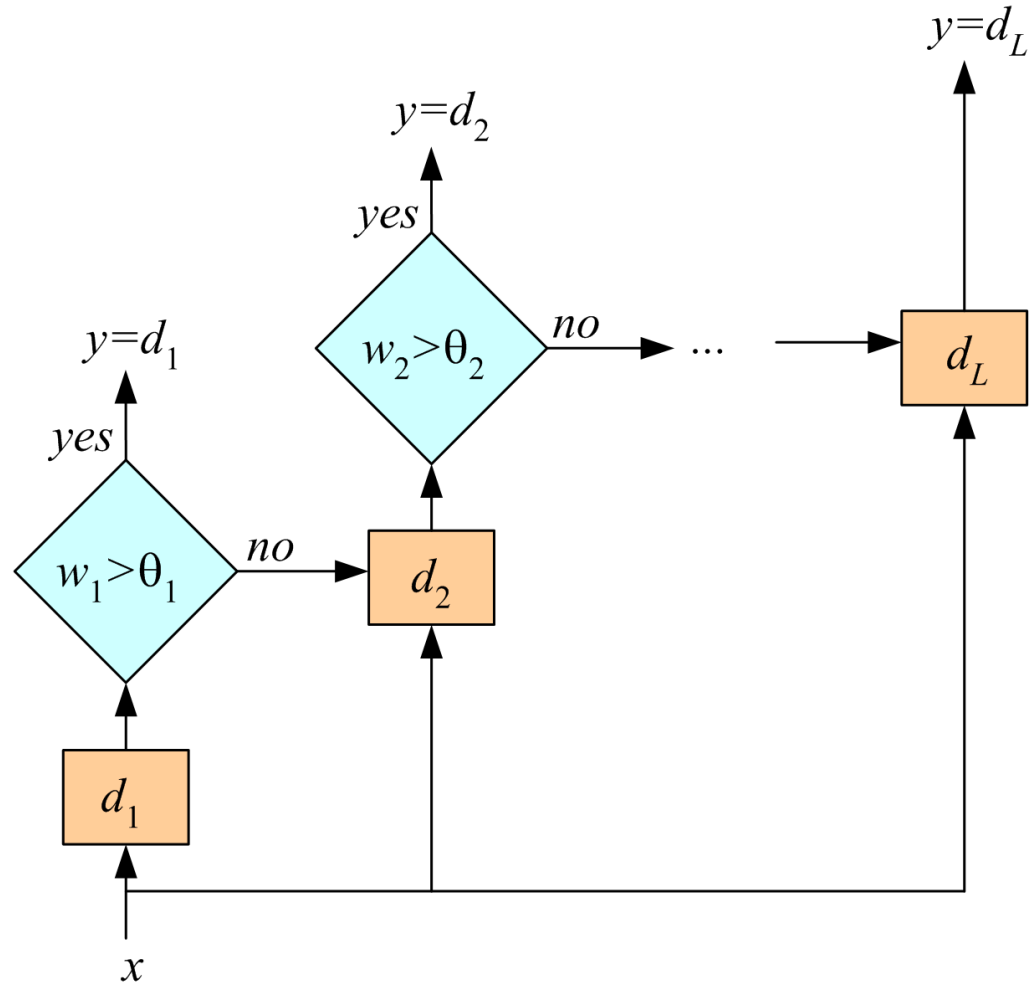 y=d_L
y=d_2
yes
w_2>θ_2
no
...
d_L
y=d_1
yes
w_1>θ_1
no
d_2
d_1
x